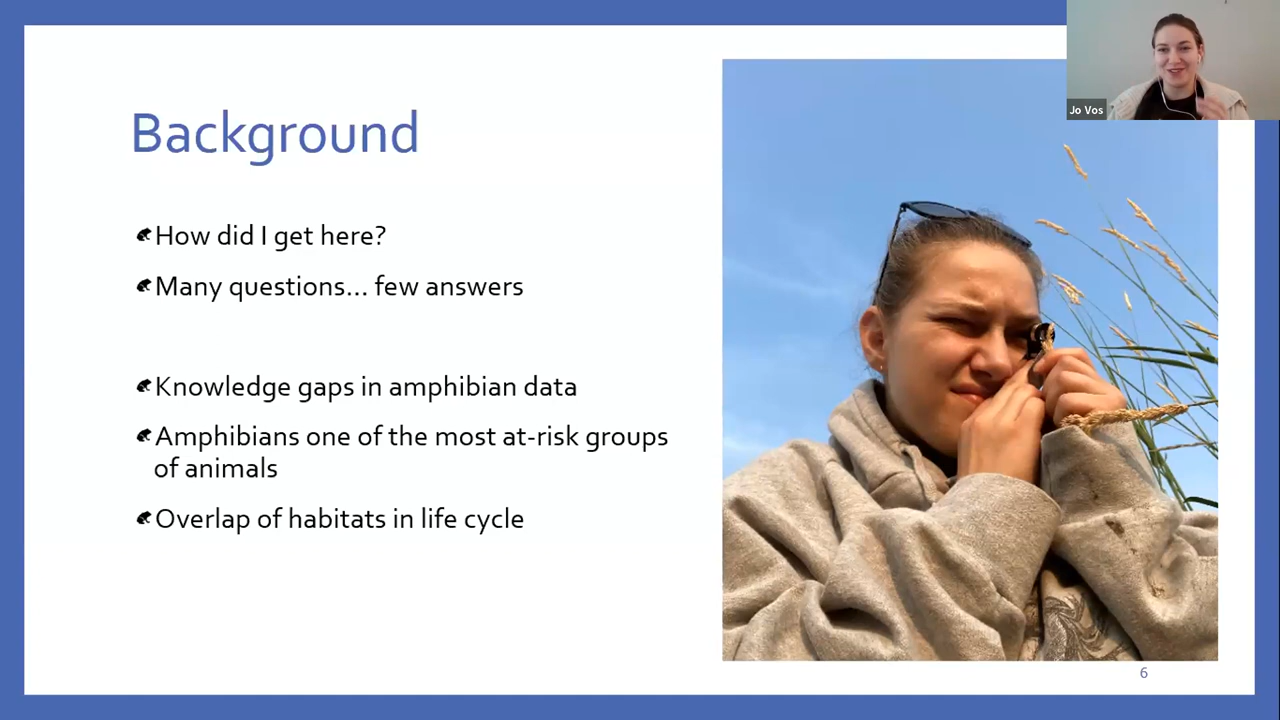 Jo Vos
Background
How did I get here?
Many questions... few answers
Knowledge gaps in amphibian data
Amphibians one of the most at-risk groups
of animals
Overlap of habitats in life cycle
6